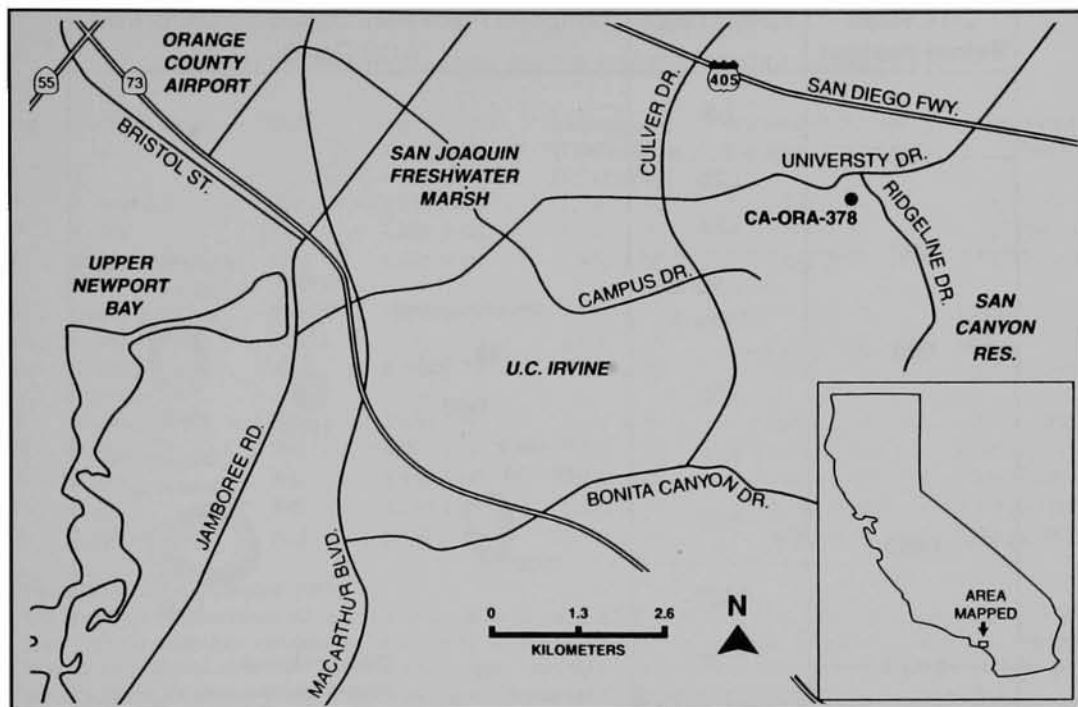 ORANGE
COUNTY
AIRPORT
55
73
BRISTOL ST.
SAN JOAQUIN
FRESHWATER
MARSH
CULVER DR.
405
SAN DIEGO FWY.
UNIVERSTY DR.
CA-ORA-378
RIDGELINE DR.
UPPER
NEWPORT
BAY
CAMPUS DR.
SAN
CANYON
RES.
U.C. IRVINE
JAMBOREE RD.
MACARTHUR BLVD.
BONITA CANYON DR.
0 1.3 2.6
KILOMETERS
N
AREA
MAPPED